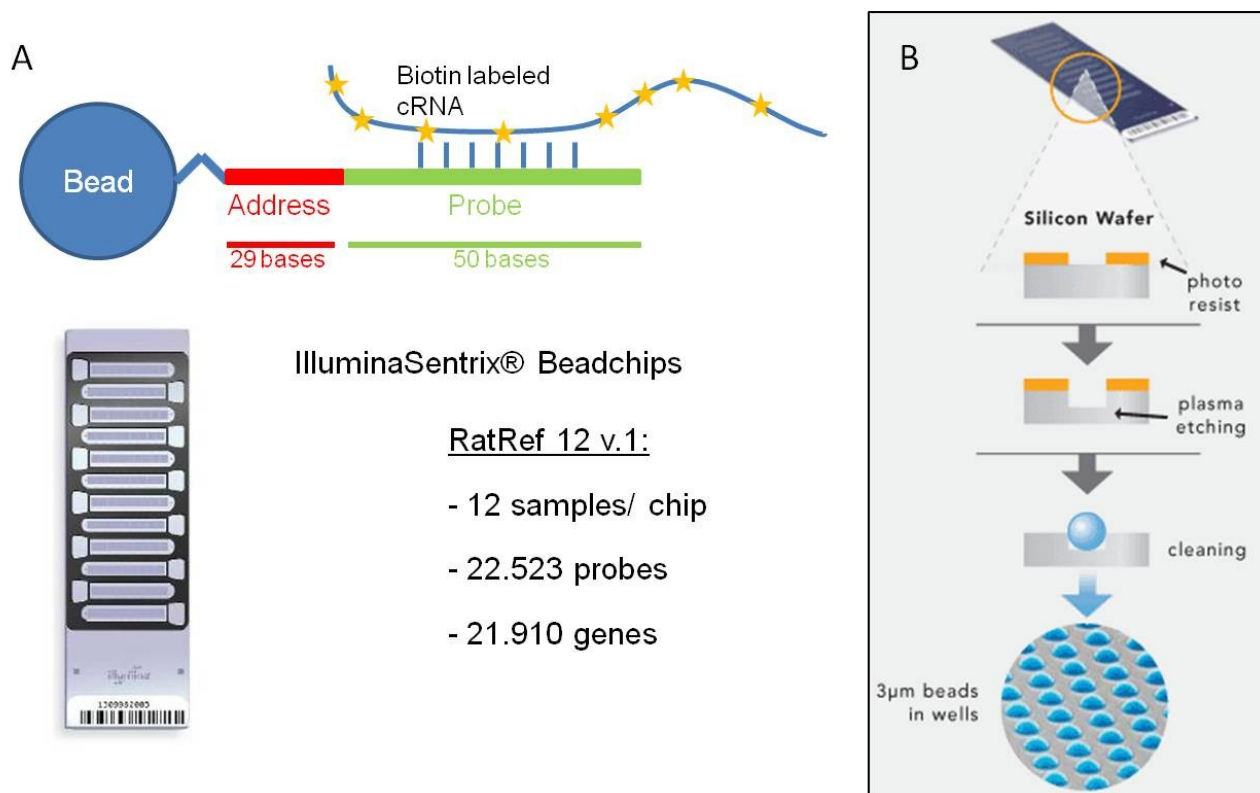 A
Biotin labeled
cRNA
Bead
Address
Probe
29 bases
50 bases
IlluminaSentrix® Beadchips
RatRef 12 v.1:
- 12 samples/ chip
- 22.523 probes
- 21.910 genes
illumina
B
Silicon Wafer
photo
resist
plasma
etching
cleaning
3µm beads
in wells